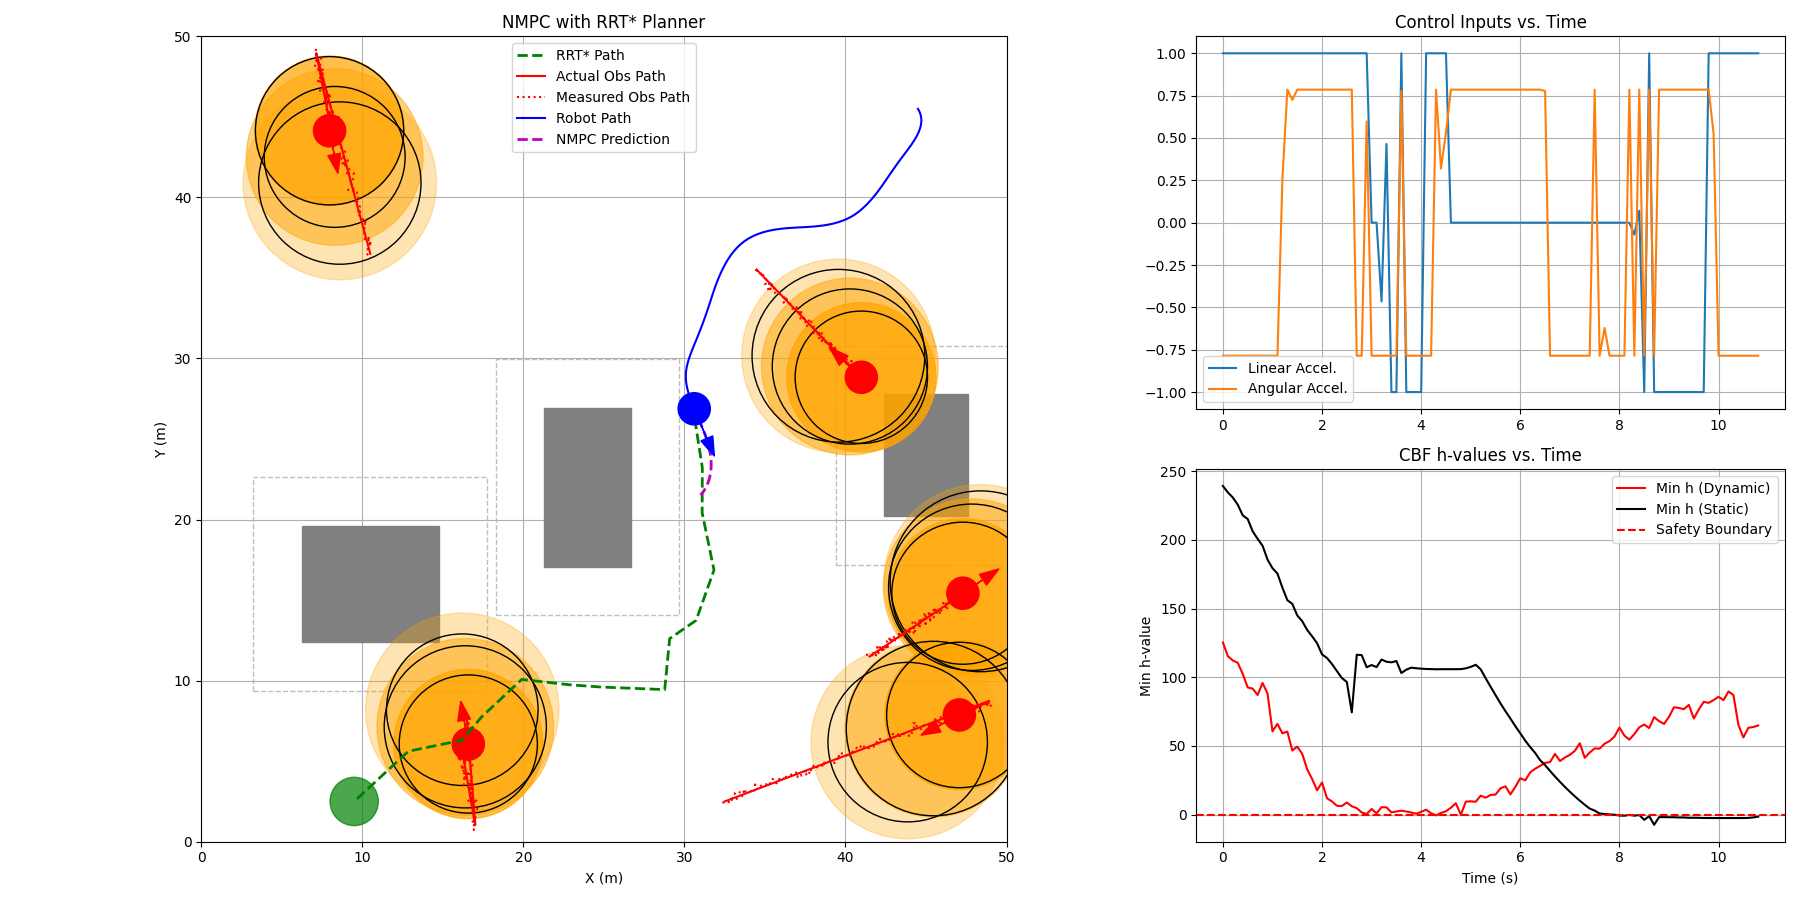 NMPC with RRT* Planner
RRT* Path
Actual Obs Path
Measured Obs Path
Robot Path
NMPC Prediction
50
40
30
20
10
0
Y (m)
0 10 20 30 40 50
X (m)
Control Inputs vs. Time
1.00
0.75
0.50
0.25
0.00
−0.25
−0.50
−0.75
−1.00
Linear Accel.
Angular Accel.
0 2 4 6 8 10
CBF h-values vs. Time
Min h (Dynamic)
Min h (Static)
Safety Boundary
250
200
150
100
50
0
Min h-value
0 2 4 6 8 10
Time (s)